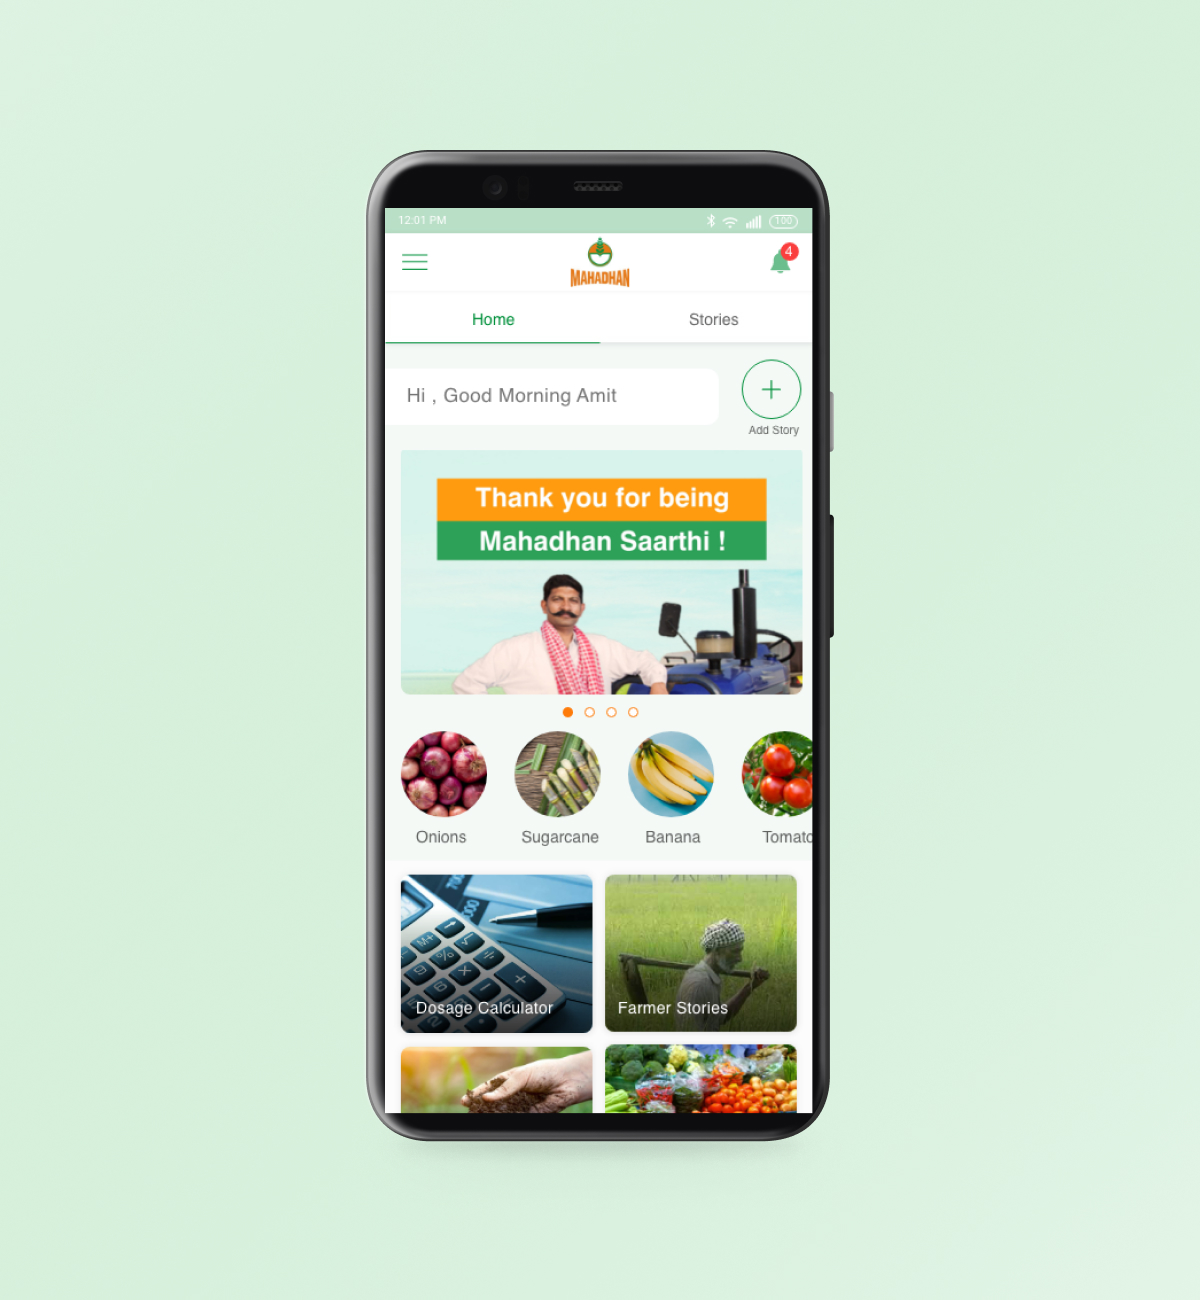 12:01 PM
100
MAHADHAN
4
Home
Stories
Hi , Good Morning Amit
Add Story
Thank you for being
Mahadhan Saarthi !
Onions
Sugarcane
Banana
Tomato
M+
√
%
÷
9
X
+
Dosage Calculator
Farmer Stories